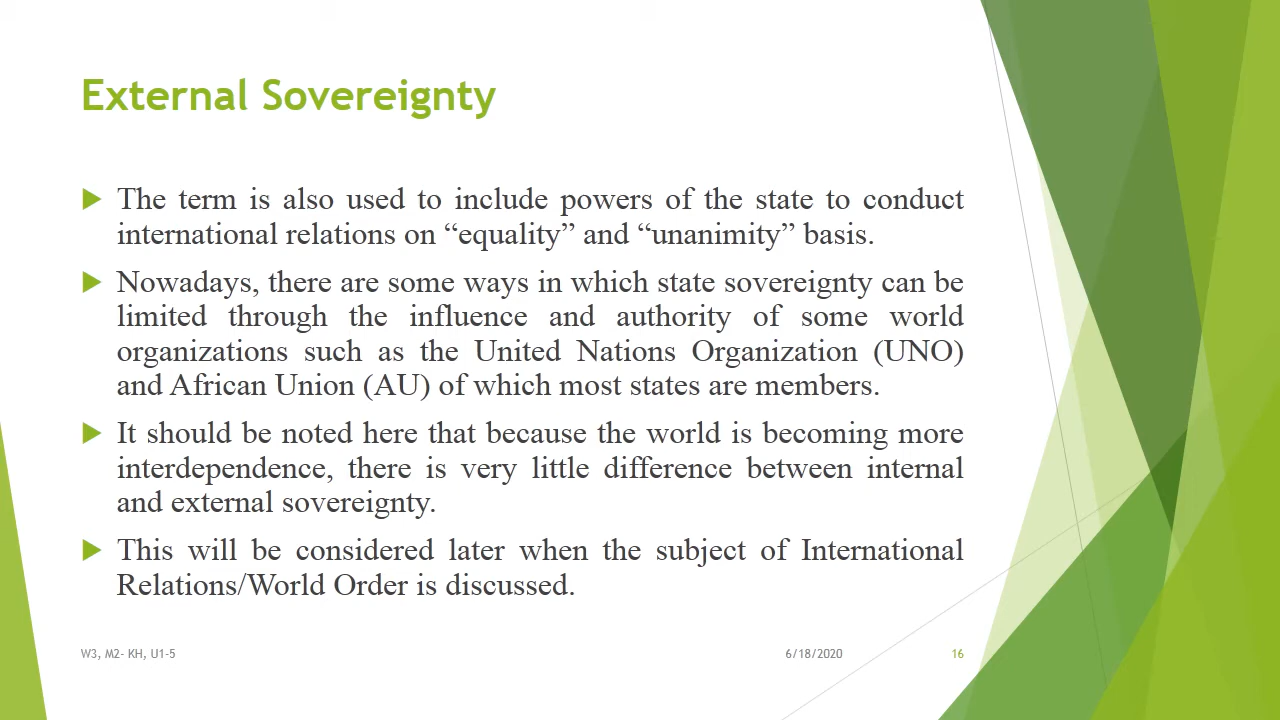 External Sovereignty
The term is also used to include powers of the state to conduct
international relations on “equality” and “unanimity” basis.
Nowadays, there are some ways in which state sovereignty can be
limited through the influence and authority of some world
organizations such as the United Nations Organization (UNO)
and African Union (AU) of which most states are members.
It should be noted here that because the world is becoming more
interdependence, there is very little difference between internal
and external sovereignty.
This will be considered later when the subject of International
Relations/World Order is discussed.
W3, M2- KH, U1-5 6/18/2020 16